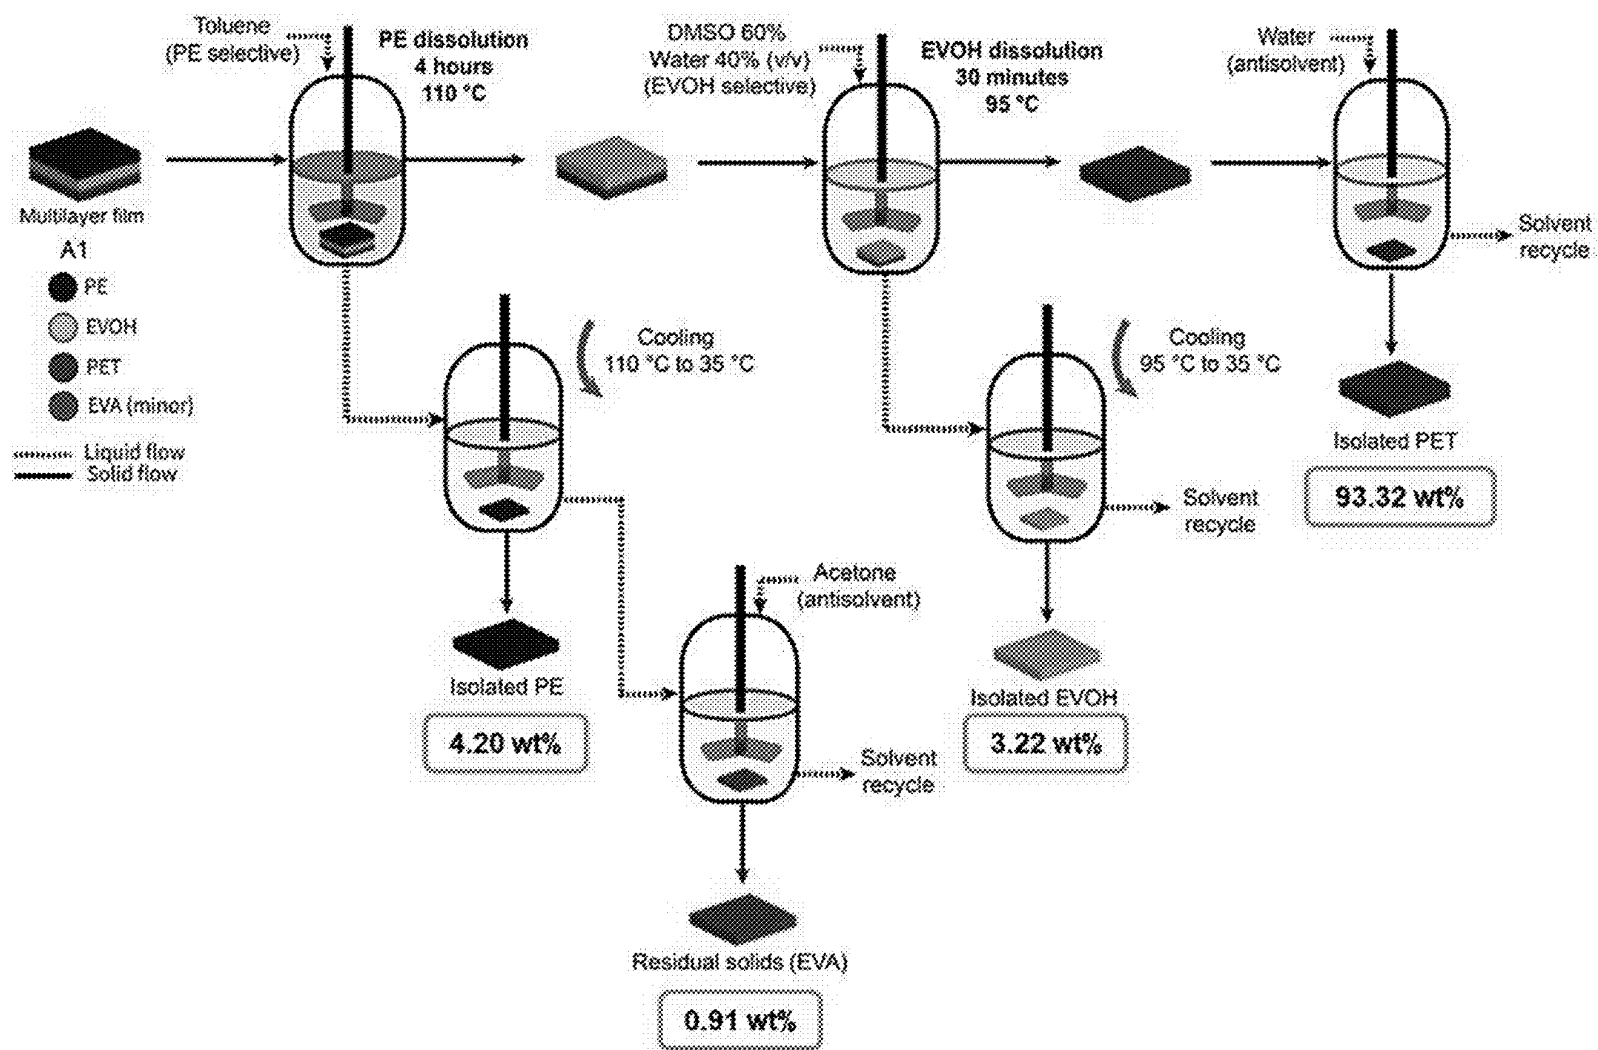 Toluene
(PE selective)
PE dissolution
4 hours
110 °C
DMSO 60%
Water 40% (v/v)
(EVOH selective)
EVOH dissolution
30 minutes
95 °C
Water
(antisolvent)
Multilayer film
A1
PE
EVOH
PET
EVA (minor)
Liquid flow
Solid flow
Cooling
110 °C to 35 °C
Cooling
95 °C to 35 °C
Solvent
recycle
Isolated PET
93.32 wt%
Solvent
recycle
Acetone
(antisolvent)
Isolated PE
4.20 wt%
Isolated EVOH
3.22 wt%
Solvent
recycle
Residual solids (EVA)
0.91 wt%